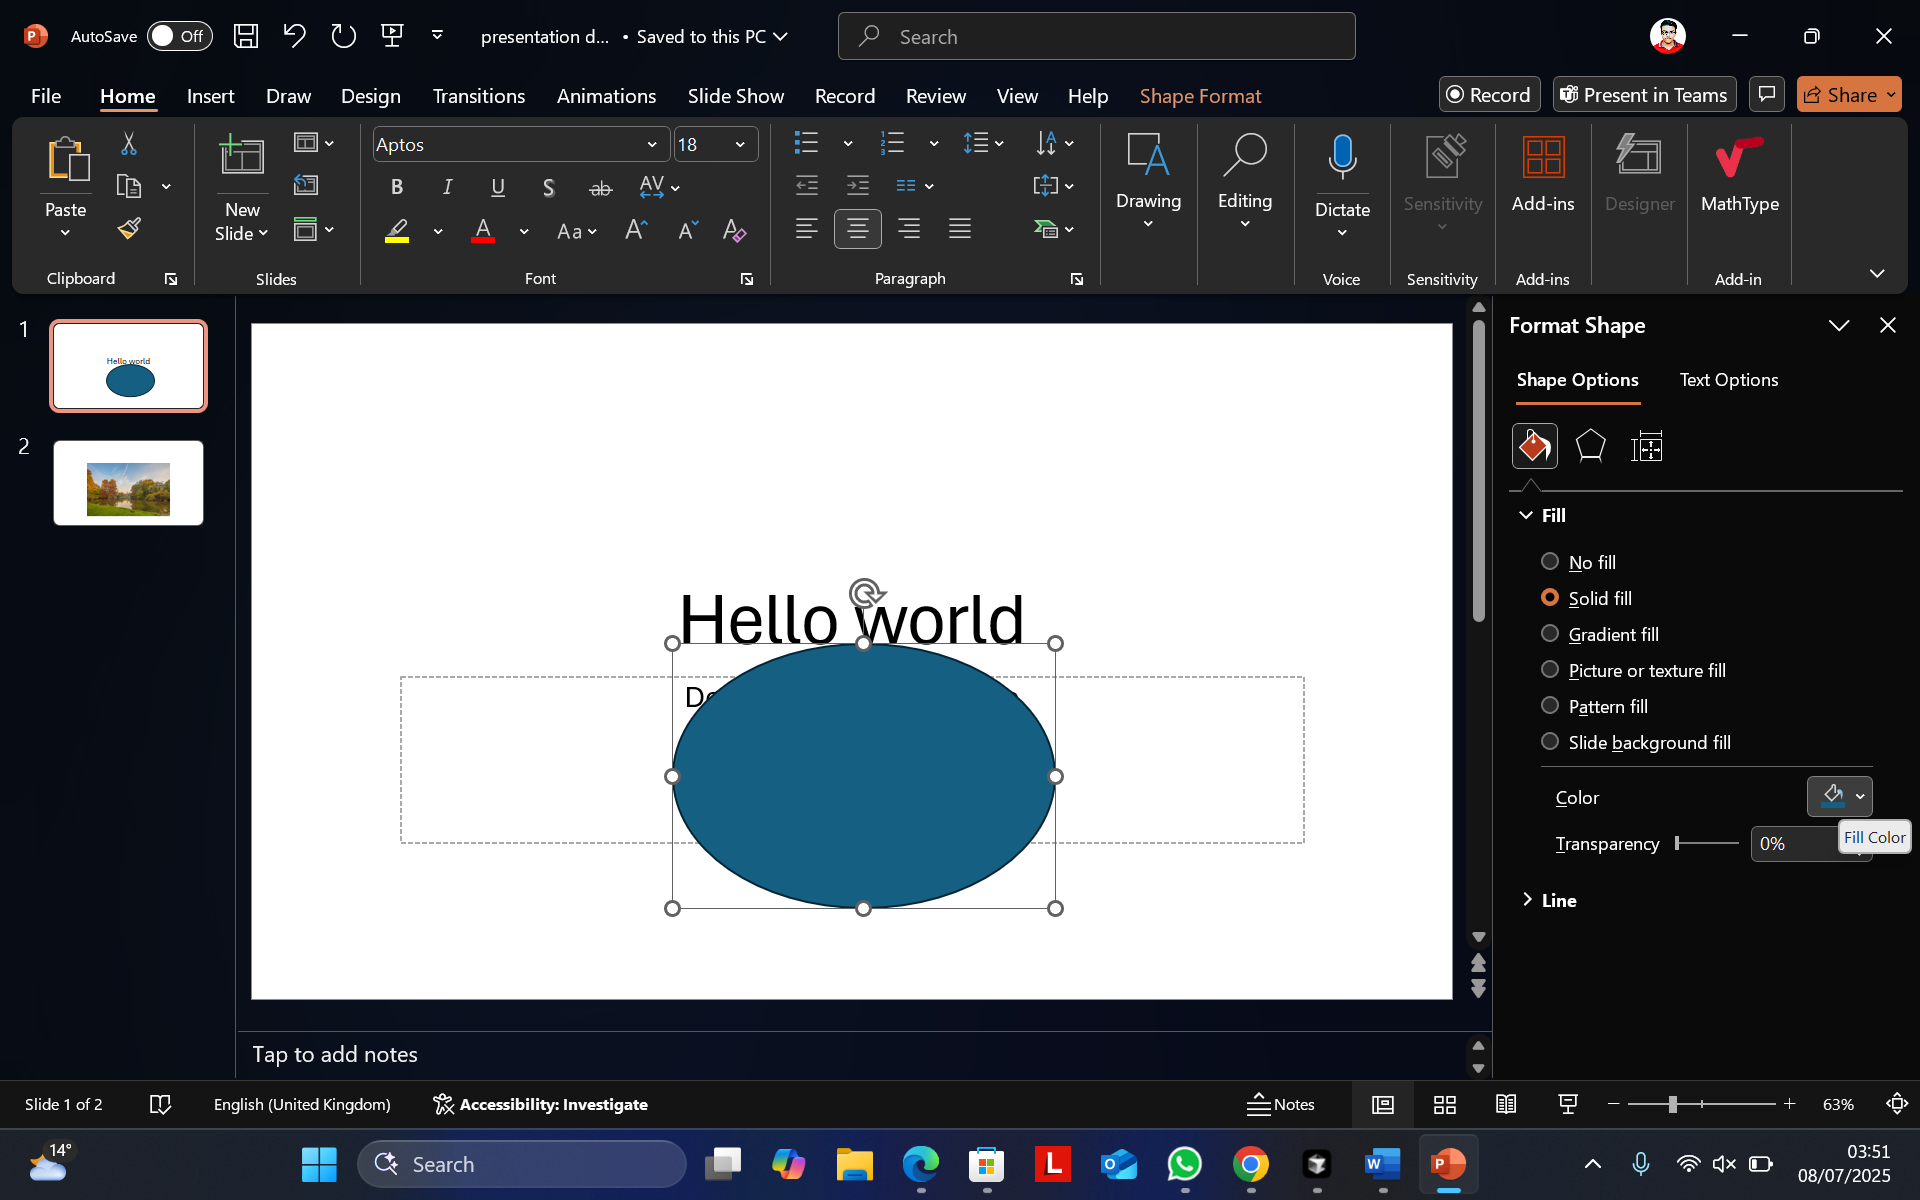 AutoSave Off presentation d... • Saved to this PC Search
File Home Insert Draw Design Transitions Animations Slide Show Record Review View Help Shape Format Record Present in Teams Share
Aptos 18
Paste New Slide Drawing Editing Dictate Sensitivity Add-ins Designer MathType
Clipboard Slides Font Paragraph Voice Sensitivity Add-ins Add-in
1
Hello world
2
Hello world
Format Shape
Shape Options Text Options
Fill
No fill
Solid fill
Gradient fill
Picture or texture fill
Pattern fill
Slide background fill
Color
Fill Color
Transparency 0%
Line
Tap to add notes
Slide 1 of 2 English (United Kingdom) Accessibility: Investigate Notes 63%
14° Search 03:51
08/07/2025